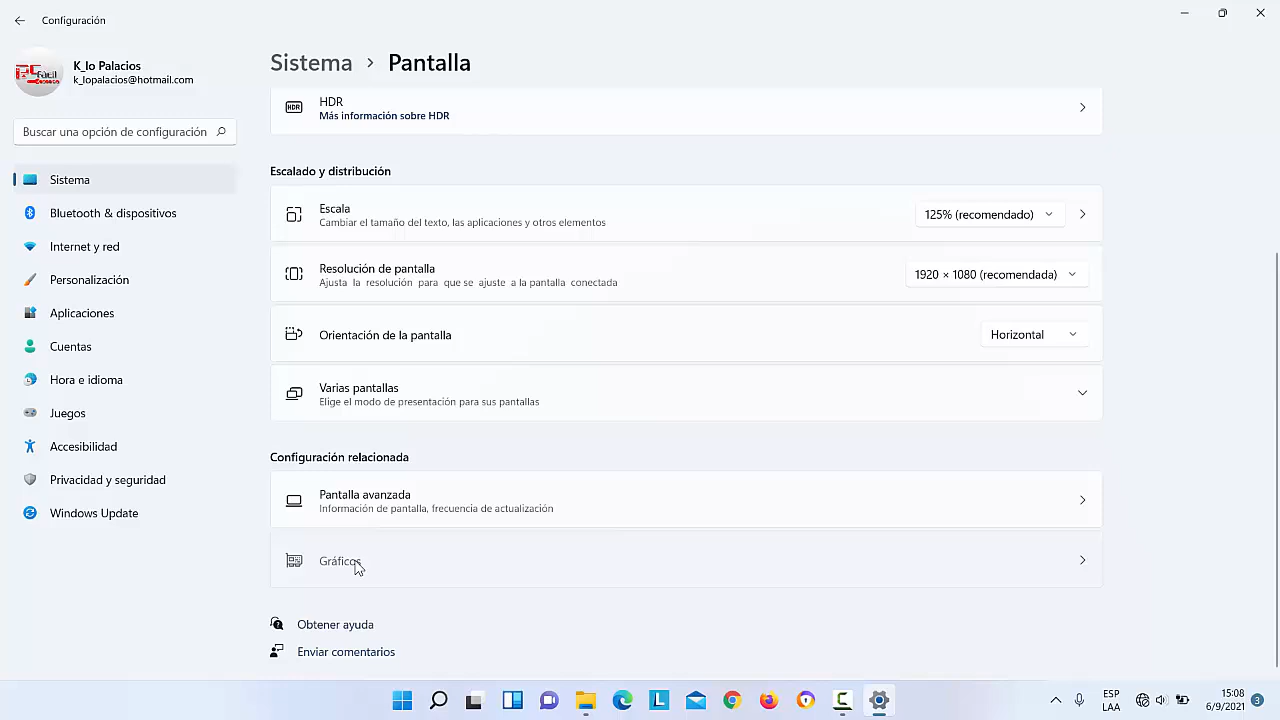 Configuración
K_lo Palacios
k_lopalacios@hotmail.com
Buscar una opción de configuración
Sistema
Bluetooth & dispositivos
Internet y red
Personalización
Aplicaciones
Cuentas
Hora e idioma
Juegos
Accesibilidad
Privacidad y seguridad
Windows Update
Sistema > Pantalla
HDR
HDR
Más información sobre HDR
Escalado y distribución
Escala
Cambiar el tamaño del texto, las aplicaciones y otros elementos
125% (recomendado)
Resolución de pantalla
Ajusta la resolución para que se ajuste a la pantalla conectada
1920 × 1080 (recomendada)
Orientación de la pantalla
Horizontal
Varias pantallas
Elige el modo de presentación para sus pantallas
Configuración relacionada
Pantalla avanzada
Información de pantalla, frecuencia de actualización
Gráficos
Obtener ayuda
Enviar comentarios
L
ESP
LAA
15:08
6/9/2021
3